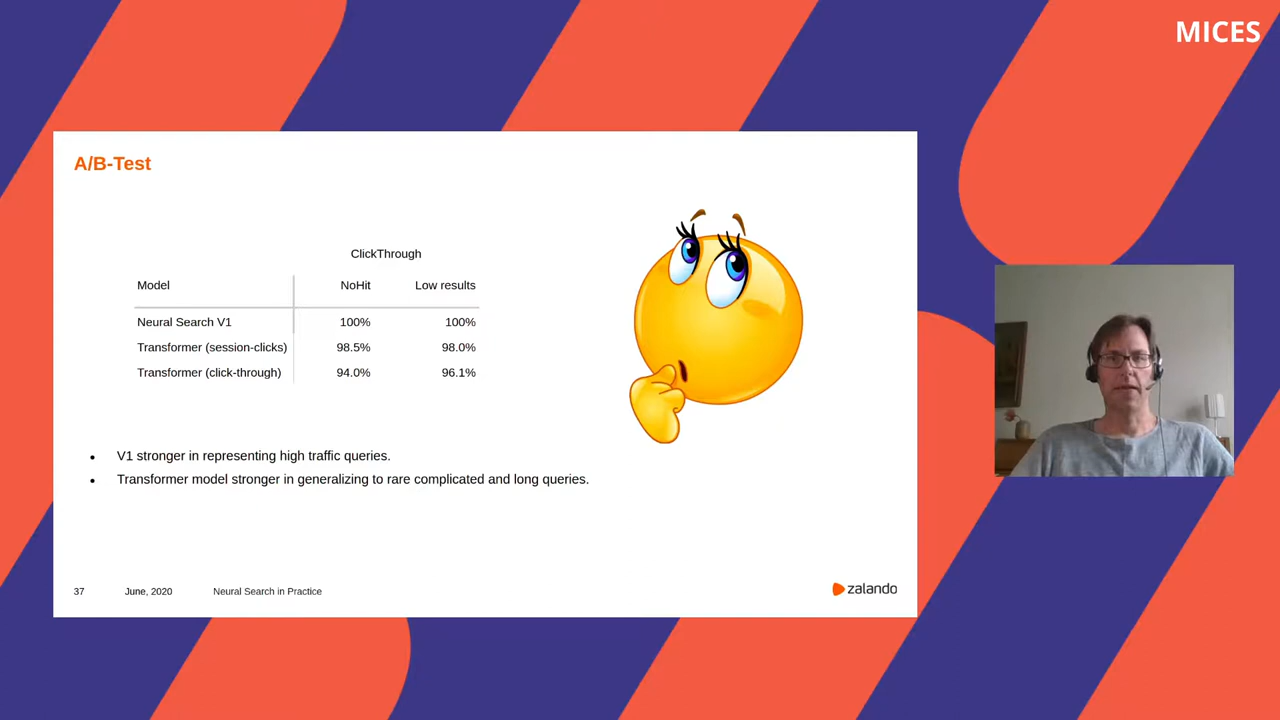 MICES
A/B-Test
ClickThrough
Model NoHit Low results
Neural Search V1 100% 100%
Transformer (session-clicks) 98.5% 98.0%
Transformer (click-through) 94.0% 96.1%
• V1 stronger in representing high traffic queries.
• Transformer model stronger in generalizing to rare complicated and long queries.
37 June, 2020 Neural Search in Practice
zalando